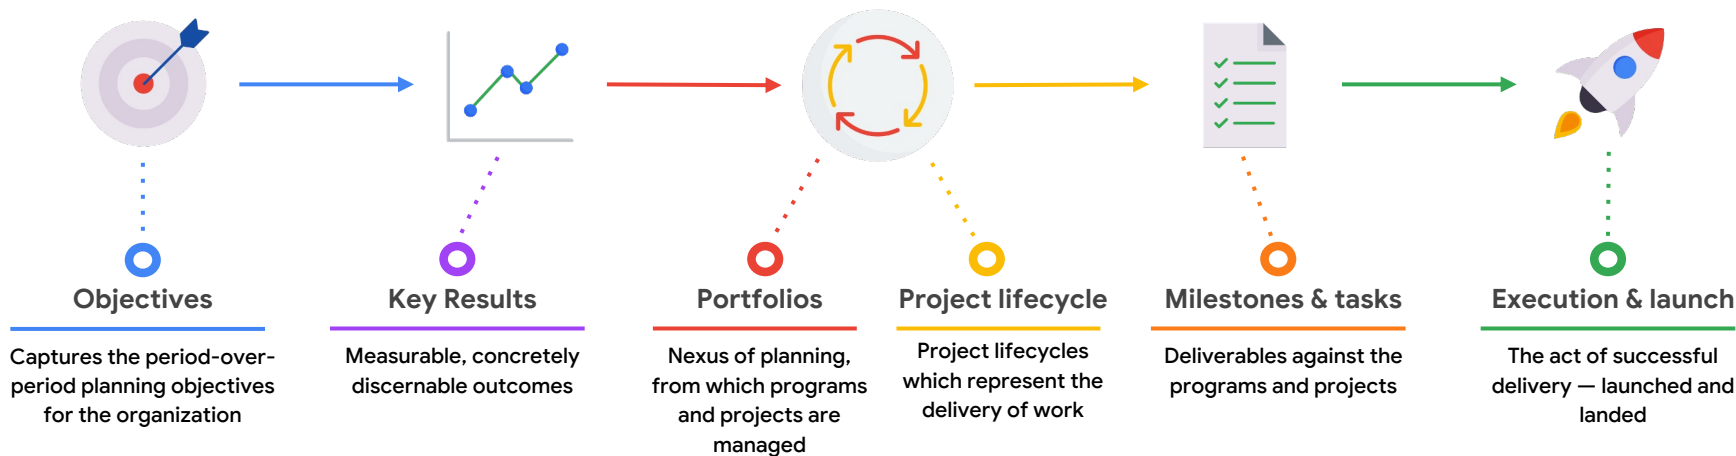 Objectives
Captures the period-over-
period planning objectives
for the organization
Key Results
Measurable, concretely
discernable outcomes
Portfolios
Nexus of planning,
from which programs
and projects are
managed
Project lifecycle
Project lifecycles
which represent the
delivery of work
Milestones & tasks
Deliverables against the
programs and projects
Execution & launch
The act of successful
delivery — launched and
landed